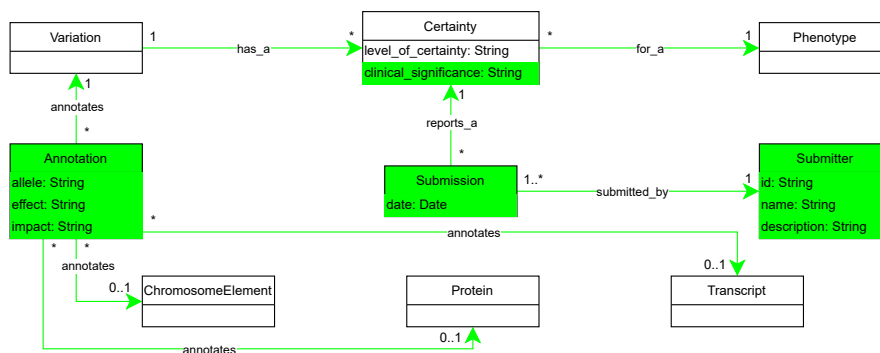 Variation
1
has_a
*
Certainty
level_of_certainty: String
clinical_significance: String
*
for_a
1
Phenotype
1
annotates
*
1
reports_a
*
Annotation
allele: String
effect: String
impact: String
Submission
date: Date
1..*
submitted_by
1
Submitter
id: String
name: String
description: String
*
annotates
0..1
*
*
annotates
0..1
ChromosomeElement
Protein
0..1
Transcript
annotates